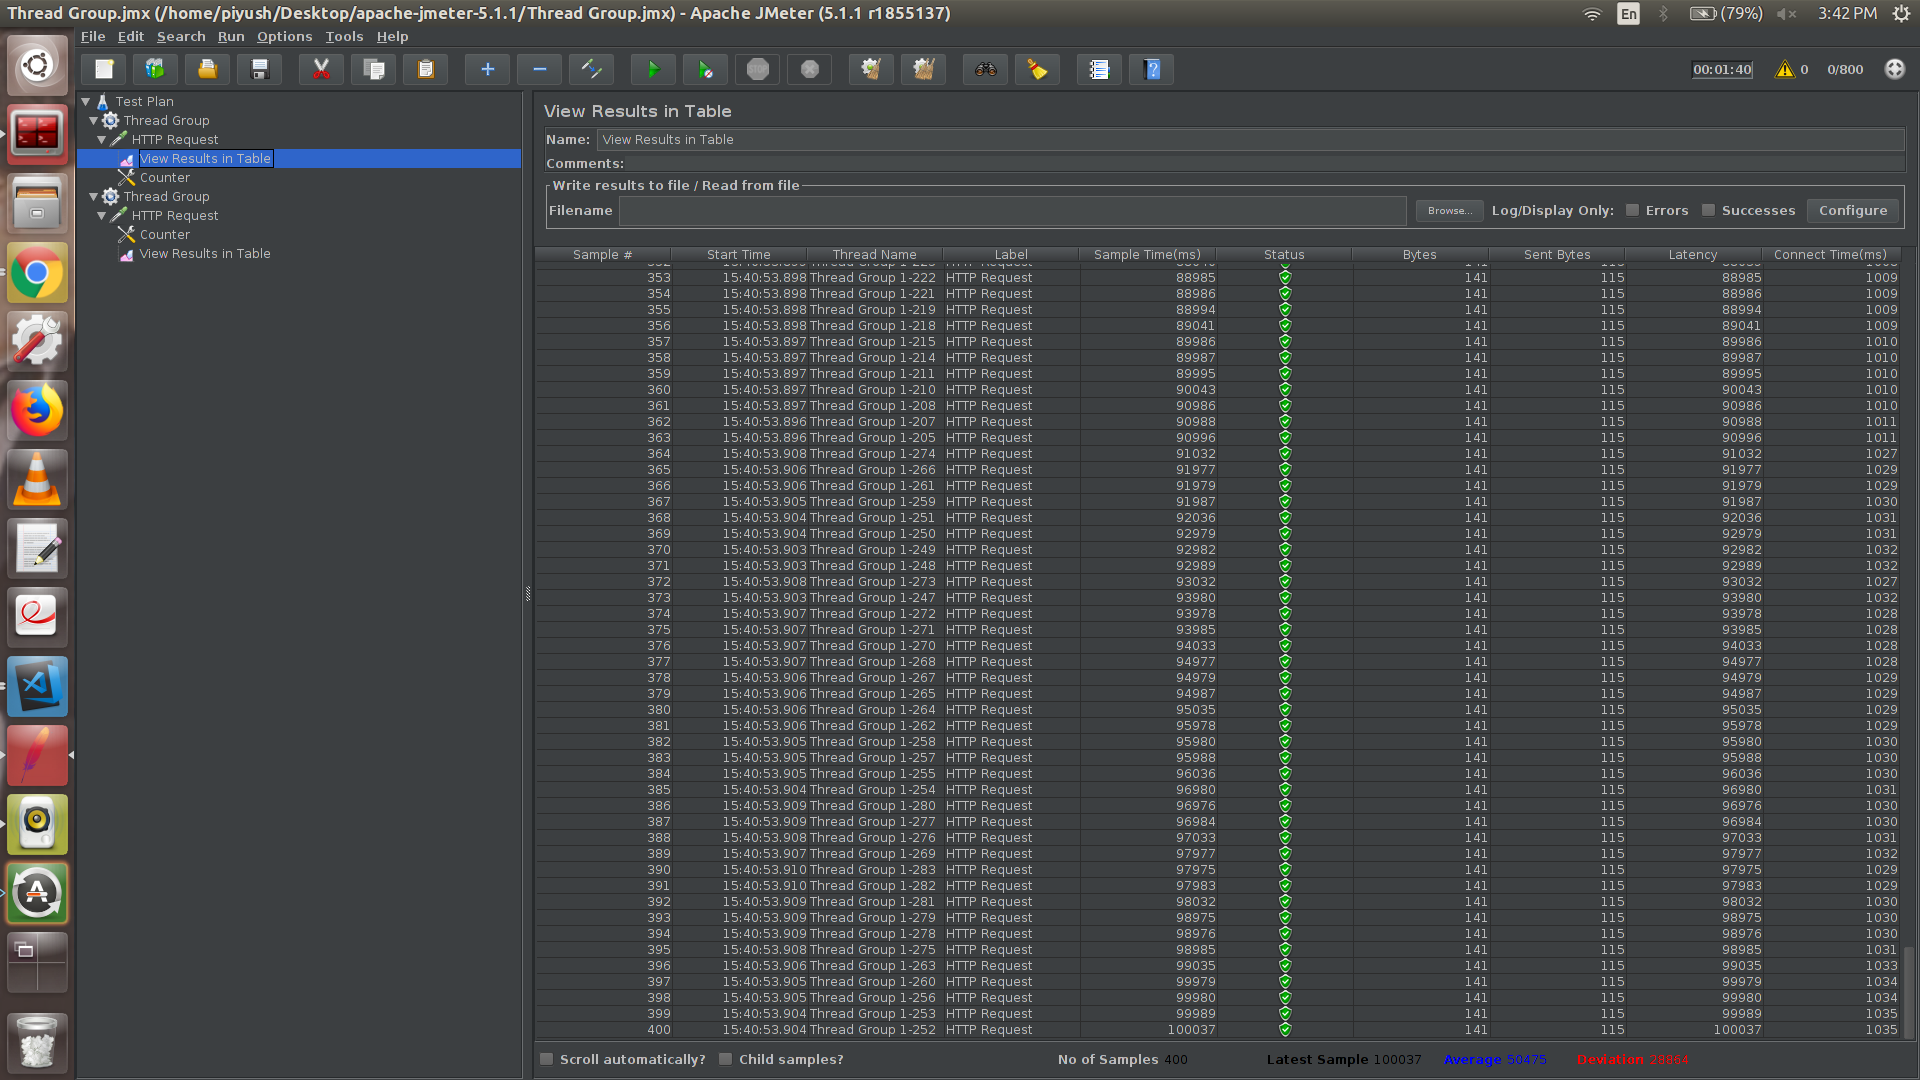 Thread Group.jmx (/home/piyush/Desktop/apache-jmeter-5.1.1/Thread Group.jmx) - Apache JMeter (5.1.1 r1855137)
En (79%) 3:42 PM
File Edit Search Run Options Tools Help
00:01:40 0 0/800
Test Plan
Thread Group
HTTP Request
View Results in Table
Counter
Thread Group
HTTP Request
Counter
View Results in Table
View Results in Table
Name: View Results in Table
Comments:
Write results to file / Read from file
Filename Browse... Log/Display Only: Errors Successes Configure
Sample # Start Time Thread Name Label Sample Time(ms) Status Bytes Sent Bytes Latency Connect Time(ms)
353 15:40:53.898 Thread Group 1-222 HTTP Request 88985 141 115 88985 1009
354 15:40:53.898 Thread Group 1-221 HTTP Request 88986 141 115 88986 1009
355 15:40:53.898 Thread Group 1-219 HTTP Request 88994 141 115 88994 1009
356 15:40:53.898 Thread Group 1-218 HTTP Request 89041 141 115 89041 1009
357 15:40:53.897 Thread Group 1-215 HTTP Request 89986 141 115 89986 1010
358 15:40:53.897 Thread Group 1-214 HTTP Request 89987 141 115 89987 1010
359 15:40:53.897 Thread Group 1-211 HTTP Request 89995 141 115 89995 1010
360 15:40:53.897 Thread Group 1-210 HTTP Request 90043 141 115 90043 1010
361 15:40:53.897 Thread Group 1-208 HTTP Request 90986 141 115 90986 1010
362 15:40:53.896 Thread Group 1-207 HTTP Request 90988 141 115 90988 1011
363 15:40:53.896 Thread Group 1-205 HTTP Request 90996 141 115 90996 1011
364 15:40:53.908 Thread Group 1-274 HTTP Request 91032 141 115 91032 1027
365 15:40:53.906 Thread Group 1-266 HTTP Request 91977 141 115 91977 1029
366 15:40:53.906 Thread Group 1-261 HTTP Request 91979 141 115 91979 1029
367 15:40:53.905 Thread Group 1-259 HTTP Request 91987 141 115 91987 1030
368 15:40:53.904 Thread Group 1-251 HTTP Request 92036 141 115 92036 1031
369 15:40:53.904 Thread Group 1-250 HTTP Request 92979 141 115 92979 1031
370 15:40:53.903 Thread Group 1-249 HTTP Request 92982 141 115 92982 1032
371 15:40:53.903 Thread Group 1-248 HTTP Request 92989 141 115 92989 1032
372 15:40:53.908 Thread Group 1-273 HTTP Request 93032 141 115 93032 1027
373 15:40:53.903 Thread Group 1-247 HTTP Request 93980 141 115 93980 1032
374 15:40:53.907 Thread Group 1-272 HTTP Request 93978 141 115 93978 1028
375 15:40:53.907 Thread Group 1-271 HTTP Request 93985 141 115 93985 1028
376 15:40:53.907 Thread Group 1-270 HTTP Request 94033 141 115 94033 1028
377 15:40:53.907 Thread Group 1-268 HTTP Request 94977 141 115 94977 1028
378 15:40:53.906 Thread Group 1-267 HTTP Request 94979 141 115 94979 1029
379 15:40:53.906 Thread Group 1-265 HTTP Request 94987 141 115 94987 1029
380 15:40:53.906 Thread Group 1-264 HTTP Request 95035 141 115 95035 1029
381 15:40:53.906 Thread Group 1-262 HTTP Request 95978 141 115 95978 1029
382 15:40:53.905 Thread Group 1-258 HTTP Request 95980 141 115 95980 1030
383 15:40:53.905 Thread Group 1-257 HTTP Request 95988 141 115 95988 1030
384 15:40:53.905 Thread Group 1-255 HTTP Request 96036 141 115 96036 1030
385 15:40:53.904 Thread Group 1-254 HTTP Request 96980 141 115 96980 1031
386 15:40:53.909 Thread Group 1-280 HTTP Request 96976 141 115 96976 1030
387 15:40:53.909 Thread Group 1-277 HTTP Request 96984 141 115 96984 1030
388 15:40:53.908 Thread Group 1-276 HTTP Request 97033 141 115 97033 1031
389 15:40:53.907 Thread Group 1-269 HTTP Request 97977 141 115 97977 1032
390 15:40:53.910 Thread Group 1-283 HTTP Request 97975 141 115 97975 1029
391 15:40:53.910 Thread Group 1-282 HTTP Request 97983 141 115 97983 1029
392 15:40:53.909 Thread Group 1-281 HTTP Request 98032 141 115 98032 1030
393 15:40:53.909 Thread Group 1-279 HTTP Request 98975 141 115 98975 1030
394 15:40:53.909 Thread Group 1-278 HTTP Request 98976 141 115 98976 1030
395 15:40:53.908 Thread Group 1-275 HTTP Request 98985 141 115 98985 1031
396 15:40:53.906 Thread Group 1-263 HTTP Request 99035 141 115 99035 1033
397 15:40:53.905 Thread Group 1-260 HTTP Request 99979 141 115 99979 1034
398 15:40:53.905 Thread Group 1-256 HTTP Request 99980 141 115 99980 1034
399 15:40:53.904 Thread Group 1-253 HTTP Request 99989 141 115 99989 1035
400 15:40:53.904 Thread Group 1-252 HTTP Request 100037 141 115 100037 1035
Scroll automatically? Child samples? No of Samples 400 Latest Sample 100037 Average 50475 Deviation 28864